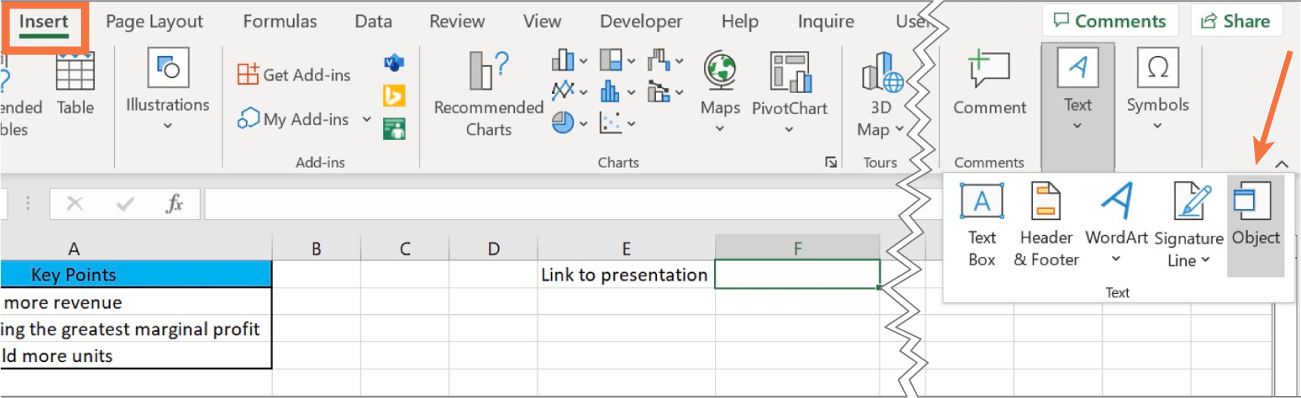 Insert Page Layout Formulas Data Review View Developer Help Inquire User
Comments Share
ended
bles
Table
Illustrations
Get Add-ins
My Add-ins
Add-ins
Recommended
Charts
Maps
PivotChart
Charts
3D
Map
Tours
Comment
Comments
Text
Symbols
Text
Box
Header
& Footer
WordArt
Signature
Line
Object
Text
fx
A B C D E F
Key Points
Link to presentation
more revenue
ing the greatest marginal profit
ld more units